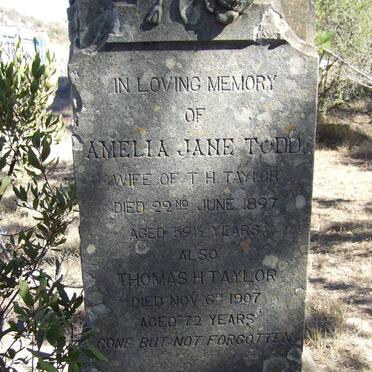 IN LOVING MEMORY
OF
AMELIA JANE TODD.
WIFE OF T. H. TAYLOR
DIED 22ND JUNE 1897
AGED 59½ YEARS
ALSO
THOMAS H. TAYLOR
DIED NOV 6TH 1907
AGED 72 YEARS
GONE BUT NOT FORGOTTEN